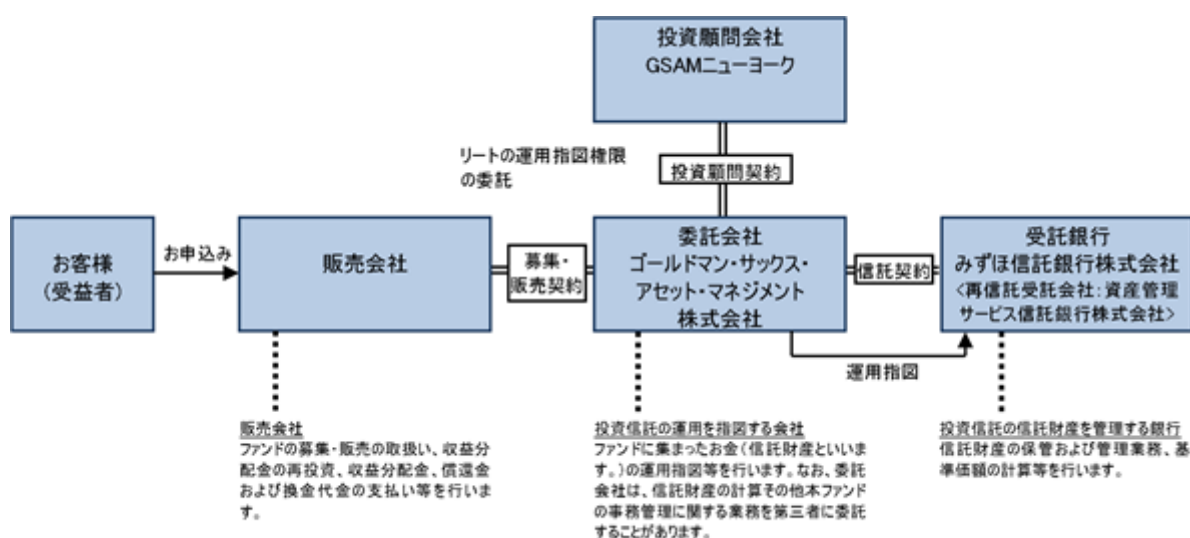 投資顧問会社
GSAMニューヨーク
リートの運用指図権限
の委託
投資顧問契約
お客様
(受益者)
お申込み
販売会社
募集・
販売契約
委託会社
ゴールドマン・サックス・
アセット・マネジメント
株式会社
信託契約
受託銀行
みずほ信託銀行株式会社
<再信託受託会社:資産管理
サービス信託銀行株式会社>
運用指図
販売会社
ファンドの募集・販売の取扱い、収益分
配金の再投資、収益分配金、償還金
および換金代金の支払い等を行いま
す。
投資信託の運用を指図する会社
ファンドに集まったお金(信託財産といいま
す。)の運用指図等を行います。なお、委託
会社は、信託財産の計算その他本ファンド
の事務管理に関する業務を第三者に委託
することがあります。
投資信託の信託財産を管理する銀行
信託財産の保管および管理業務、基
準価額の計算等を行います。